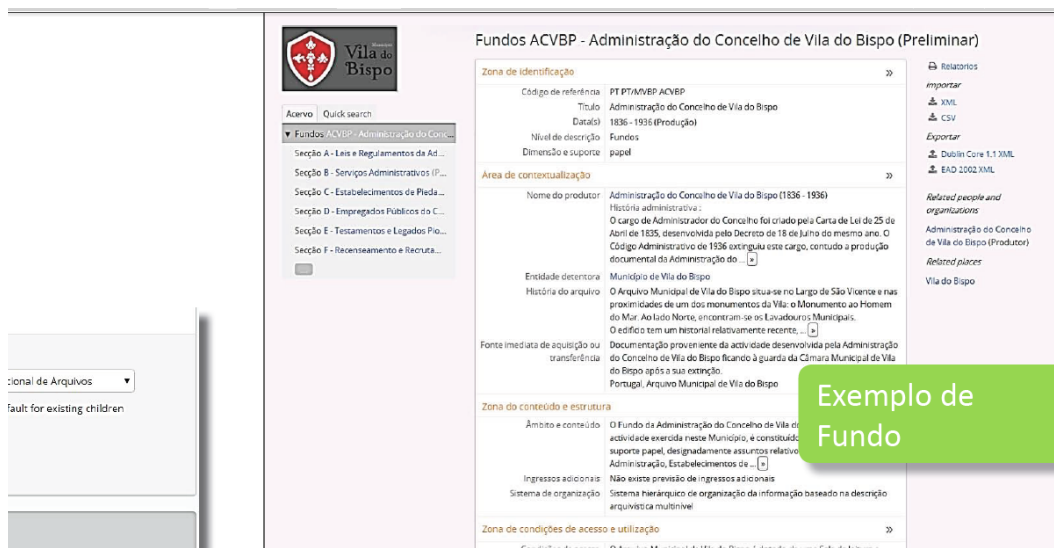 Município
Vila do
Bispo
Acervo Quick search
▼ Fundos ACVBP - Administração do Conc...
Secção A - Leis e Regulamentos da Ad...
Secção B - Serviços Administrativos (P...
Secção C - Estabelecimentos de Pieda...
Secção D - Empregados Públicos do C...
Secção E - Testamentos e Legados Pio...
Secção F - Recenseamento e Recruta...
cional de Arquivos ▼
fault for existing children
Fundos ACVBP - Administração do Concelho de Vila do Bispo (Preliminar)
Zona de identificação »
Código de referência PT PT/MVBP ACVBP
Título Administração do Concelho de Vila do Bispo
Data(s) 1836 - 1936 (Produção)
Nível de descrição Fundos
Dimensão e suporte papel
Área de contextualização »
Nome do produtor Administração do Concelho de Vila do Bispo (1836 - 1936)
História administrativa:
O cargo de Administrador do Concelho foi criado pela Carta de Lei de 25 de
Abril de 1835, desenvolvida pelo Decreto de 18 de Julho do mesmo ano. O
Código Administrativo de 1936 extinguiu este cargo, contudo a produção
documental da Administração do ... »
Entidade detentora Município de Vila do Bispo
História do arquivo O Arquivo Municipal de Vila do Bispo situa-se no Largo de São Vicente e nas
proximidades de um dos monumentos da Vila: o Monumento ao Homem
do Mar. Ao lado Norte, encontram-se os Lavadouros Municipais.
O edifício tem um historial relativamente recente, ... »
Fonte imediata de aquisição ou Documentação proveniente da actividade desenvolvida pela Administração
transferência do Concelho de Vila do Bispo ficando à guarda da Câmara Municipal de Vila
do Bispo após a sua extinção.
Portugal, Arquivo Municipal de Vila do Bispo
Zona do conteúdo e estrutura
Âmbito e conteúdo O Fundo da Administração do Concelho de Vila do
actividade exercida neste Município, é constituído
suporte papel, designadamente assuntos relativo
Administração, Estabelecimentos de ... »
Ingressos adicionais Não existe previsão de ingressos adicionais
Sistema de organização Sistema hierárquico de organização da informação baseado na descrição
arquivística multinível
Zona de condições de acesso e utilização »
Relatórios
Importar
XML
CSV
Exportar
Dublin Core 1.1 XML
EAD 2002 XML
Related people and
organizations
Administração do Concelho
de Vila do Bispo (Produtor)
Related places
Vila do Bispo
Exemplo de
Fundo